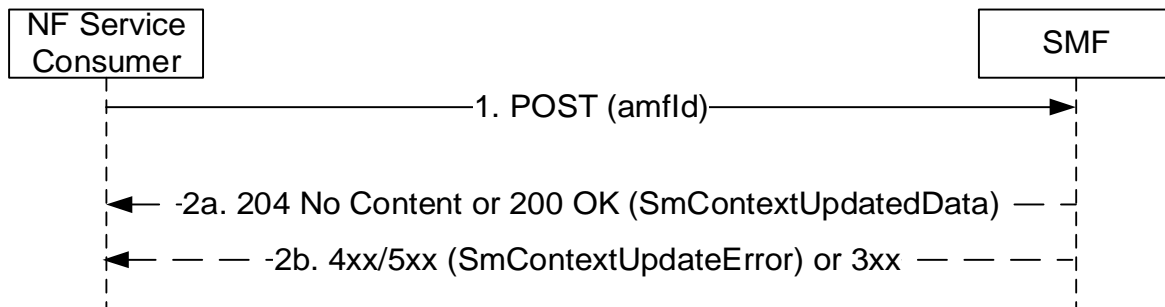 NF Service
Consumer
SMF
1. POST (amfId)
2a. 204 No Content or 200 OK (SmContextUpdatedData)
2b. 4xx/5xx (SmContextUpdateError) or 3xx